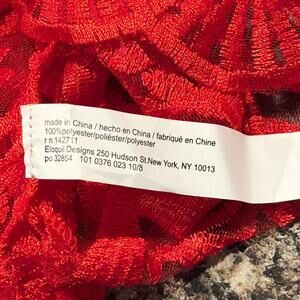 made in China / hecho en China / fabriqué en Chine
100%polyester/poliéster/polyester
r n 142711
Eloquii Designs 250 Hudson St.New York, NY 10013
po 32854 101 0376 023 10/8